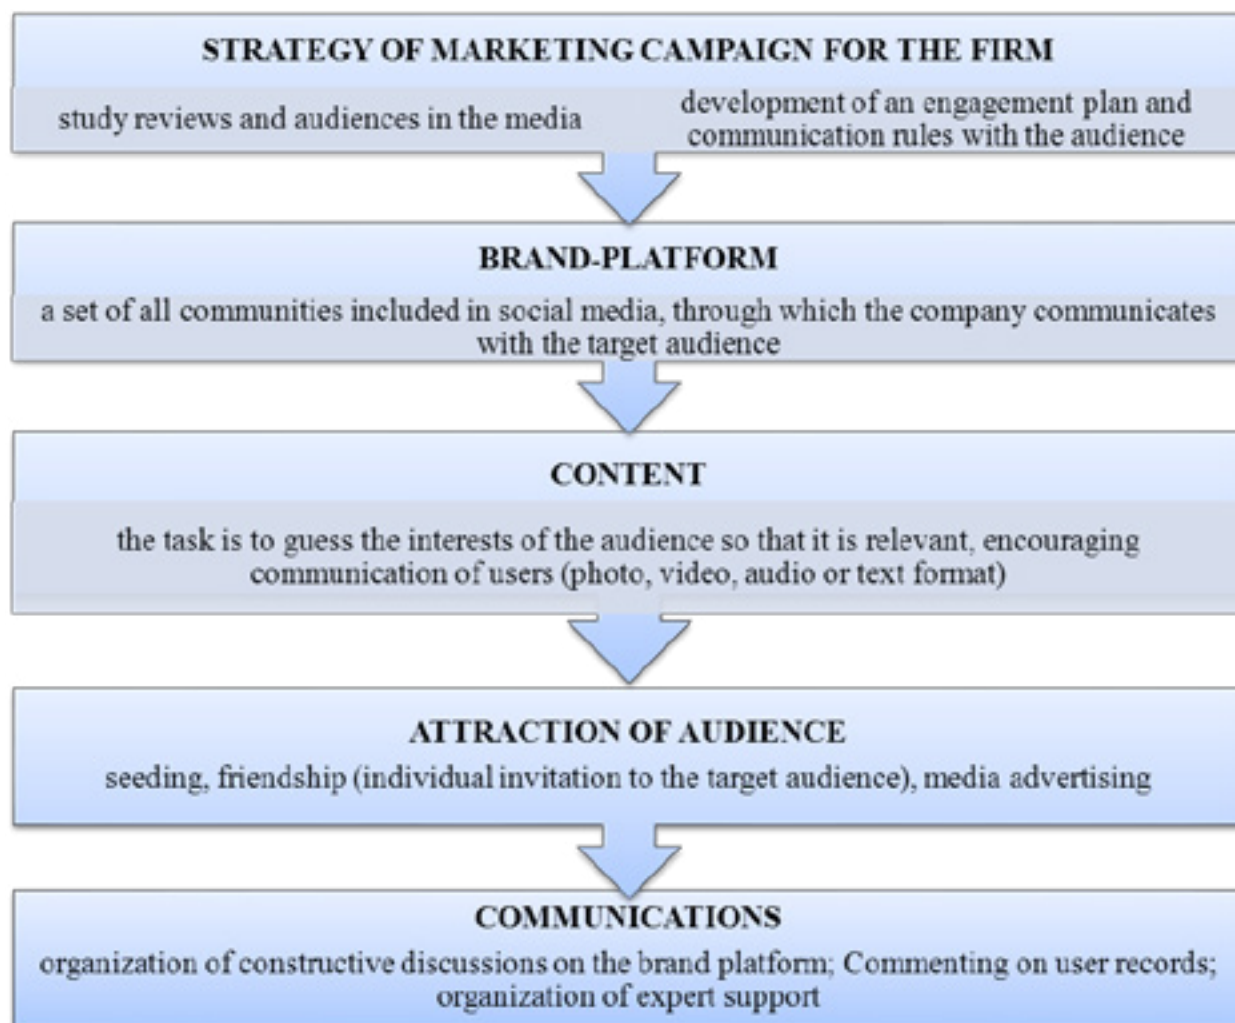 STRATEGY OF MARKETING CAMPAIGN FOR THE FIRM
study reviews and audiences in the media
development of an engagement plan and
communication rules with the audience
BRAND-PLATFORM
a set of all communities included in social media, through which the company communicates
with the target audience
CONTENT
the task is to guess the interests of the audience so that it is relevant, encouraging
communication of users (photo, video, audio or text format)
ATTRACTION OF AUDIENCE
seeding, friendship (individual invitation to the target audience), media advertising
COMMUNICATIONS
organization of constructive discussions on the brand platform; Commenting on user records;
organization of expert support